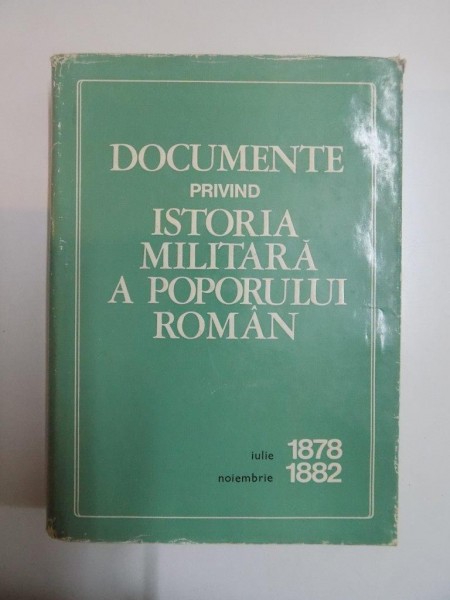 DOCUMENTE
PRIVIND
ISTORIA
MILITARĂ
A POPORULUI
ROMÂN
iulie 1878
noiembrie 1882